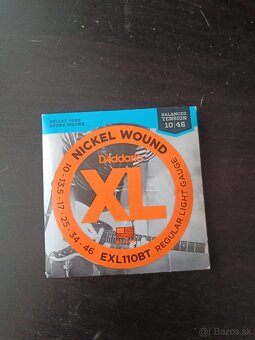 BRIGHT TONE
ROUND WOUND
BALANCED
TENSION
10|46
NICKEL WOUND
D'Addario
XL
10 · 13.5 · 17 · 25 · 34 · 46
EXL110BT
REGULAR LIGHT GAUGE
bazos.sk